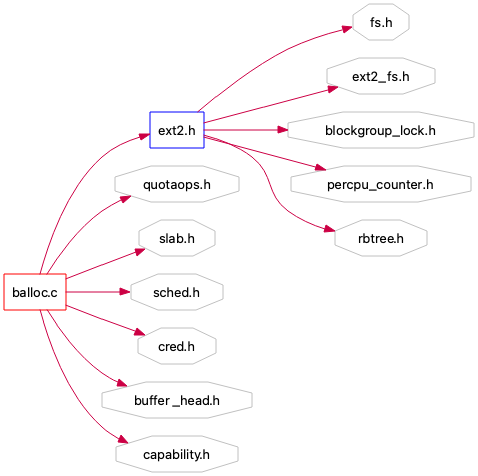 fs.h
ext2_fs.h
ext2.h
blockgroup_lock.h
quotaops.h
percpu_counter.h
slab.h
rbtree.h
balloc.c
sched.h
cred.h
buffer_head.h
capability.h